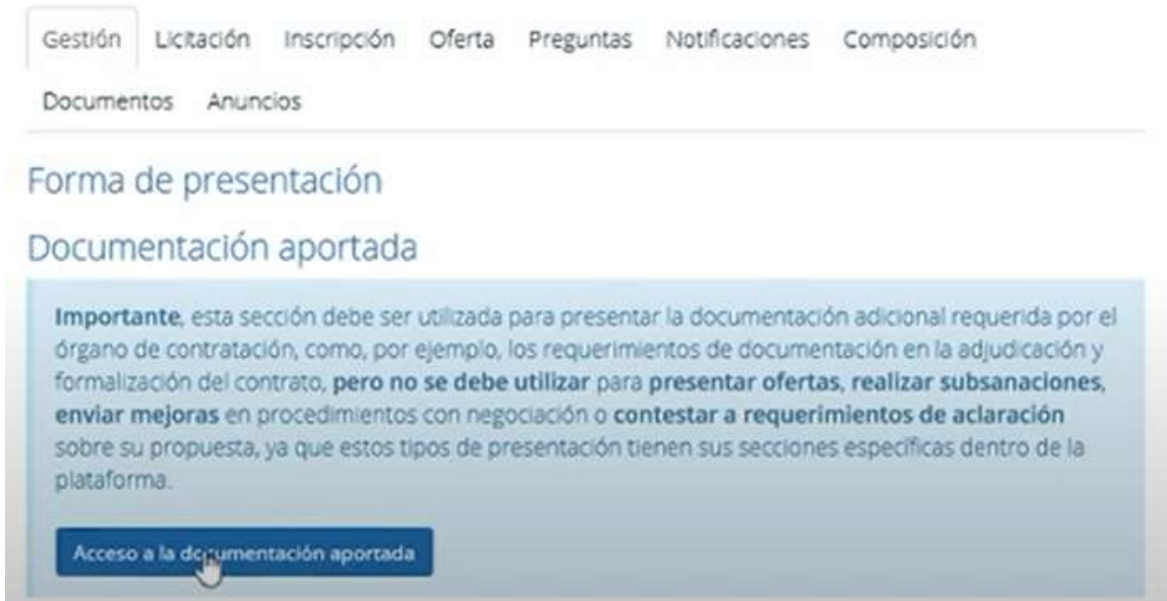 Gestión Licitación Inscripción Oferta Preguntas Notificaciones Composición
Documentos Anuncios
Forma de presentación
Documentación aportada
Importante, esta sección debe ser utilizada para presentar la documentación adicional requerida por el
órgano de contratación, como, por ejemplo, los requerimientos de documentación en la adjudicación y
formalización del contrato, pero no se debe utilizar para presentar ofertas, realizar subsanaciones,
enviar mejoras en procedimientos con negociación o contestar a requerimientos de aclaración
sobre su propuesta, ya que estos tipos de presentación tienen sus secciones específicas dentro de la
plataforma.
Acceso a la documentación aportada